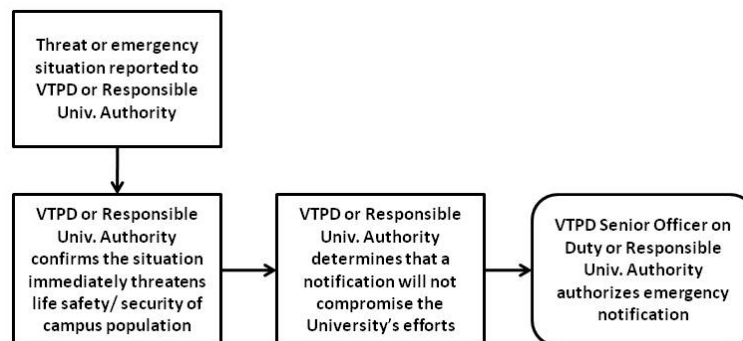 Threat or emergency
situation reported to
VTPD or Responsible
Univ. Authority
VTPD or Responsible
Univ. Authority
confirms the situation
immediately threatens
life safety/ security of
campus population
VTPD or Responsible
Univ. Authority
determines that a
notification will not
compromise the
University’s efforts
VTPD Senior Officer on
Duty or Responsible
Univ. Authority
authorizes emergency
notification